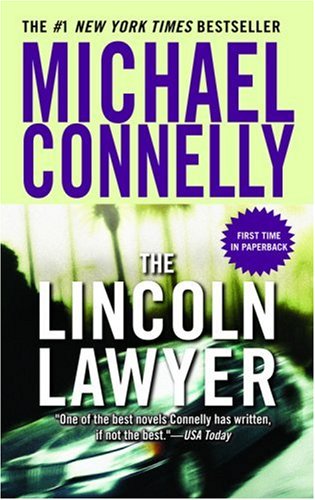 THE #1 NEW YORK TIMES BESTSELLER
MICHAEL
CONNELLY
FIRST TIME
IN PAPERBACK
THE
LINCOLN
LAWYER
"One of the best novels Connelly has written,
if not the best."—USA Today